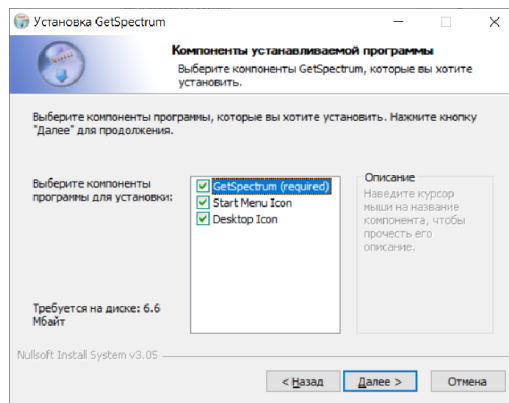 Установка GetSpectrum
Компоненты устанавливаемой программы
Выберите компоненты GetSpectrum, которые вы хотите
установить.
Выберите компоненты программы, которые вы хотите установить. Нажмите кнопку
"Далее" для продолжения.
Выберите компоненты
программы для установки:
GetSpectrum (required)
Start Menu Icon
Desktop Icon
Описание
Наведите курсор
мыши на название
компонента, чтобы
прочесть его
описание.
Требуется на диске: 6.6
Мбайт
Nullsoft Install System v3.05
< Назад
Далее >
Отмена